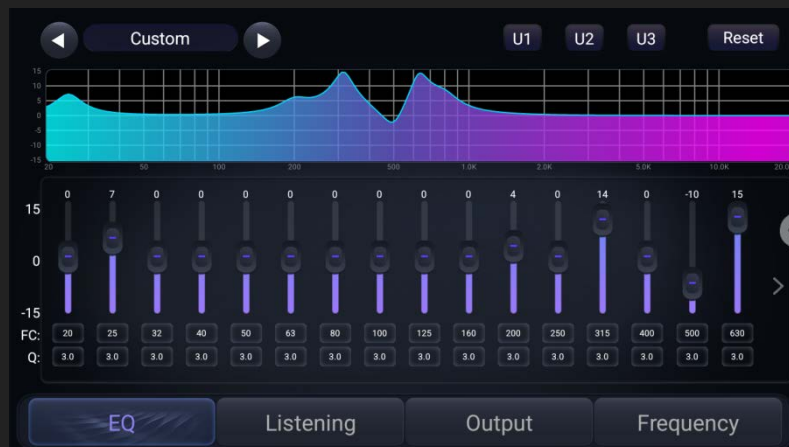 Custom U1 U2 U3 Reset
15
10
5
0
-5
-10
-15
20 50 100 200 500 1.0K 2.0K 5.0K 10.0K 20.0
0 7 0 0 0 0 0 0 0 0 4 0 14 0 -10 15
15
0
-15
FC: 20 25 32 40 50 63 80 100 125 160 200 250 315 400 500 630
Q: 3.0 3.0 3.0 3.0 3.0 3.0 3.0 3.0 3.0 3.0 3.0 3.0 3.0 3.0 3.0 3.0
EQ Listening Output Frequency